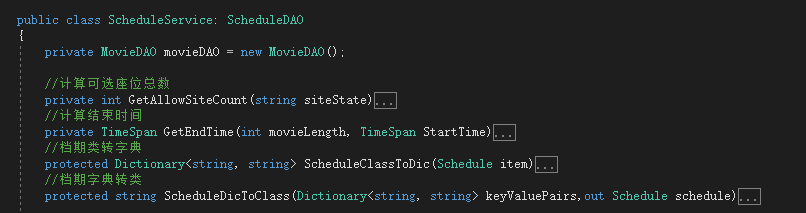 public class ScheduleService: ScheduleDAO
{
private MovieDAO movieDAO = new MovieDAO();
//计算可选座位总数
private int GetAllowSiteCount(string siteState)...
//计算结束时间
private TimeSpan GetEndTime(int movieLength, TimeSpan StartTime)...
//档期类转字典
protected Dictionary<string, string> ScheduleClassToDic(Schedule item)...
//档期字典转类
protected string ScheduleDicToClass(Dictionary<string, string> keyValuePairs,out Schedule schedule)...